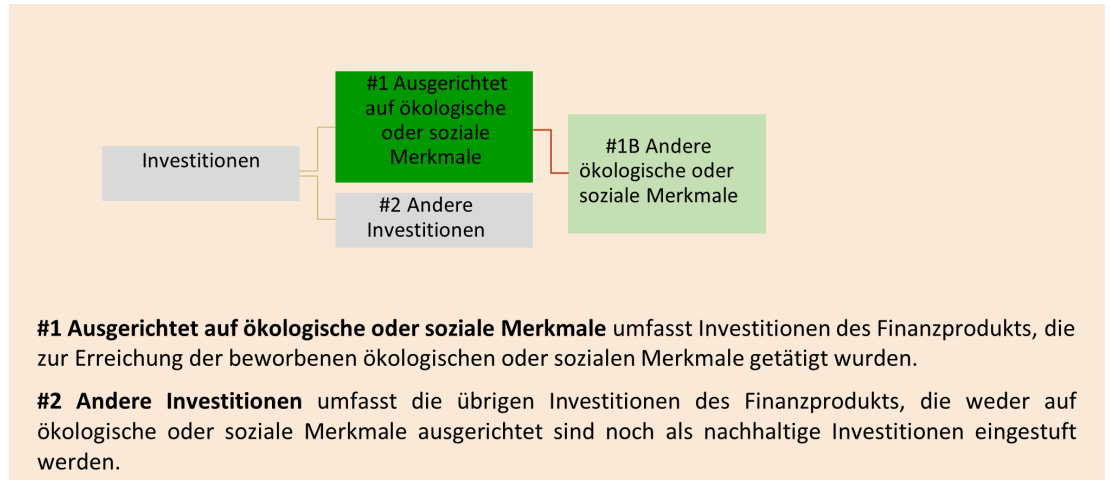 #1 Ausgerichtet
auf ökologische
oder soziale
Merkmale
Investitionen
#1B Andere
ökologische oder
soziale Merkmale
#2 Andere
Investitionen
#1 Ausgerichtet auf ökologische oder soziale Merkmale umfasst Investitionen des Finanzprodukts, die
zur Erreichung der beworbenen ökologischen oder sozialen Merkmale getätigt wurden.
#2 Andere Investitionen umfasst die übrigen Investitionen des Finanzprodukts, die weder auf
ökologische oder soziale Merkmale ausgerichtet sind noch als nachhaltige Investitionen eingestuft
werden.